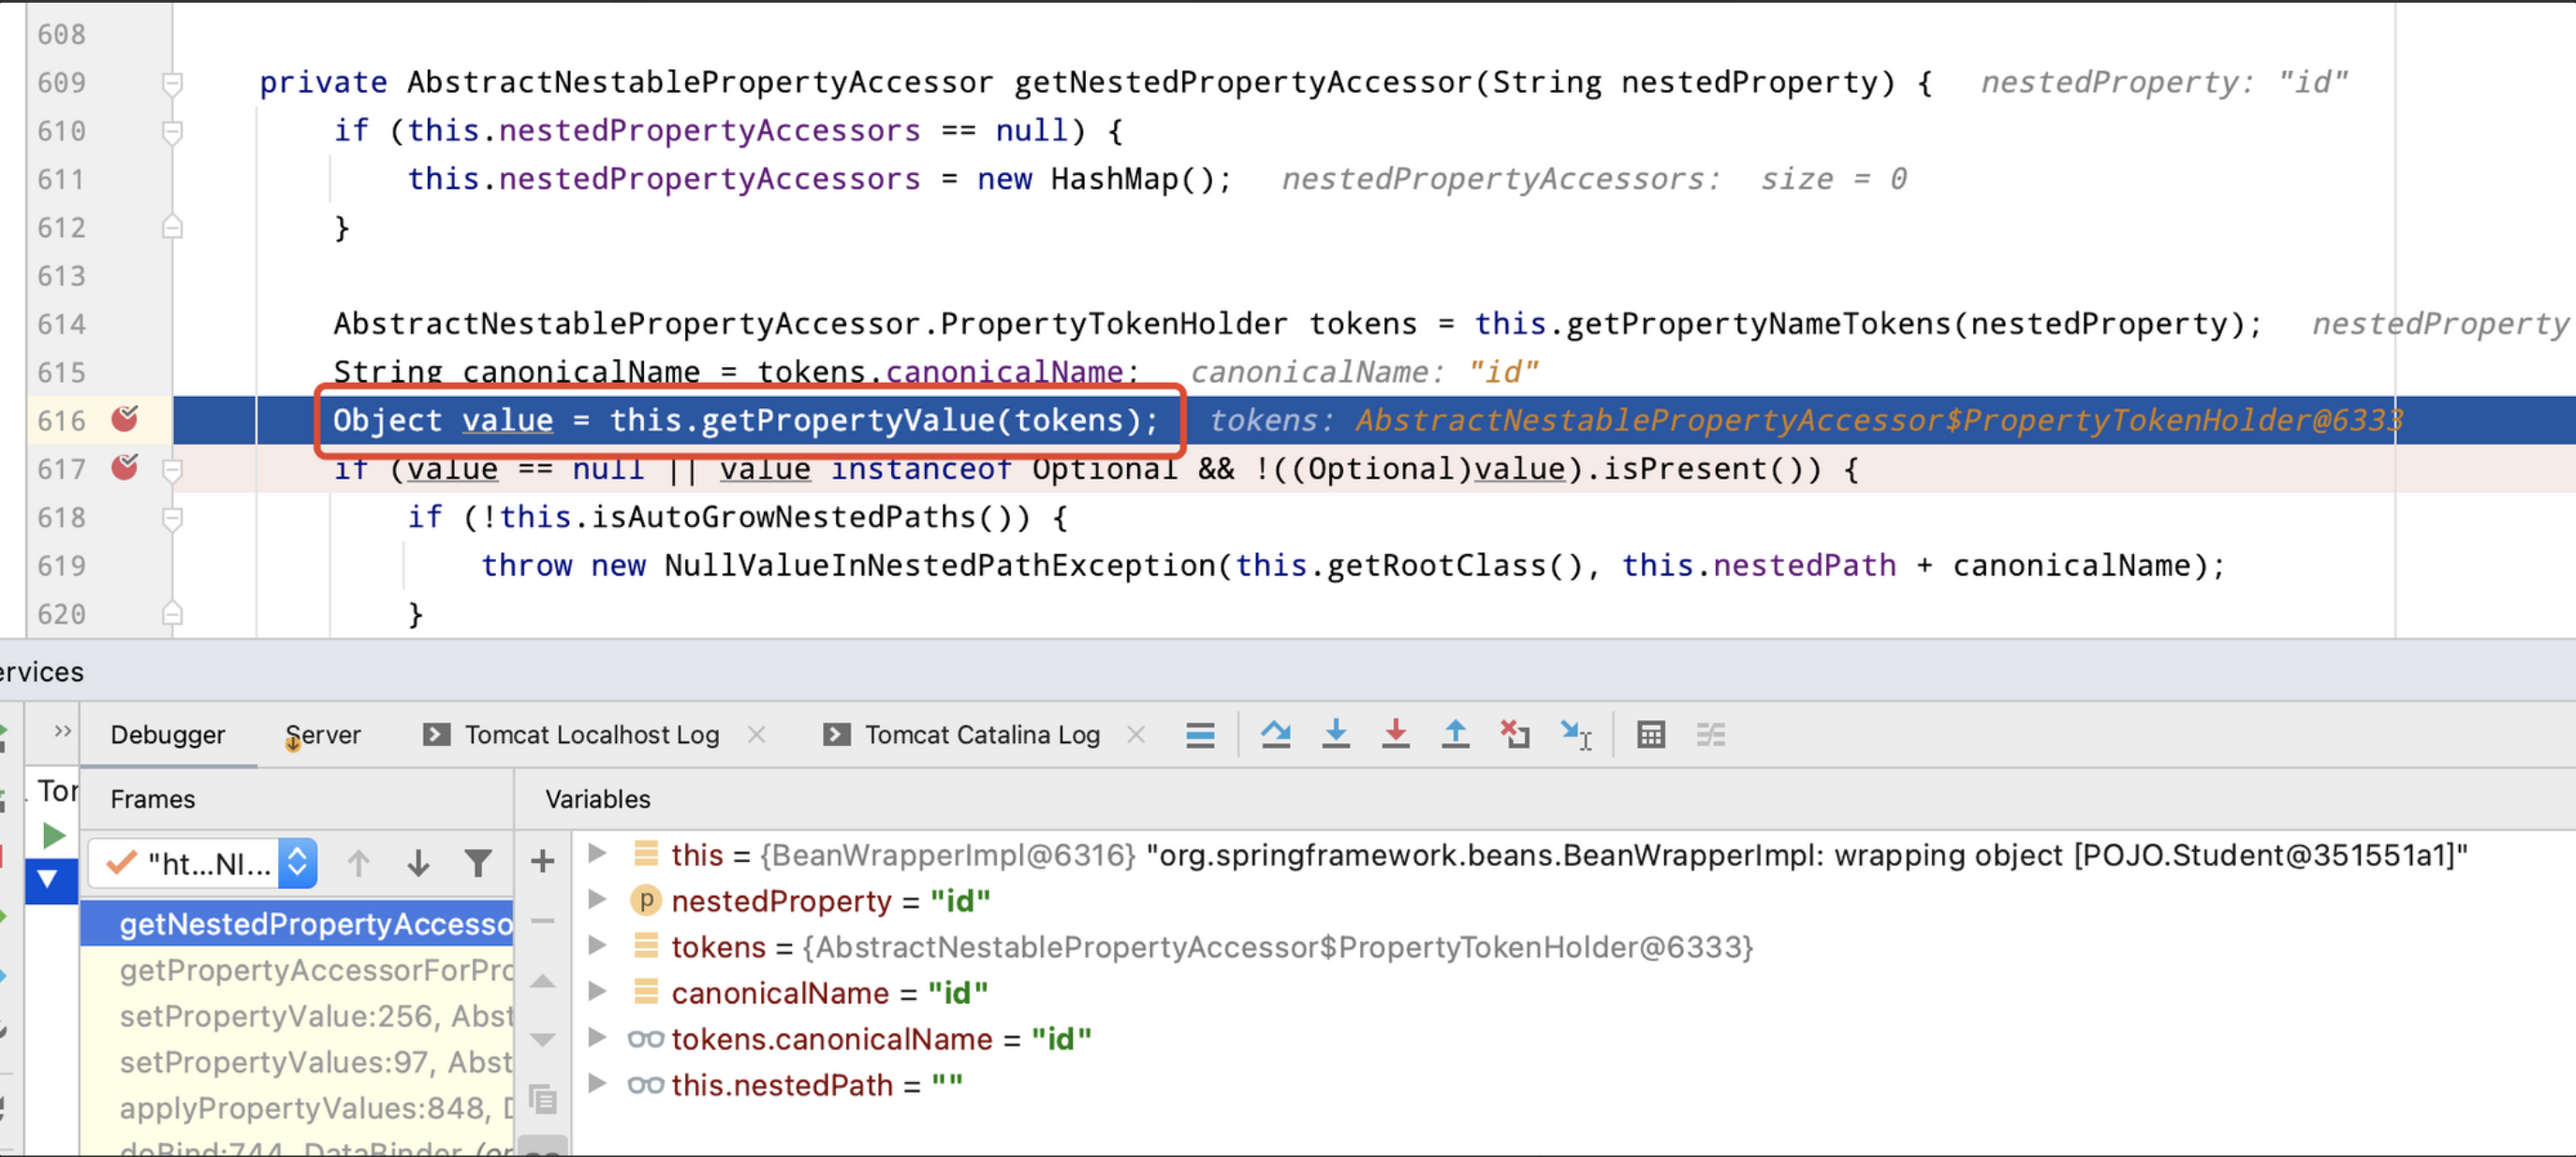 608
609 private AbstractNestablePropertyAccessor getNestedPropertyAccessor(String nestedProperty) { nestedProperty: "id"
610 if (this.nestedPropertyAccessors == null) {
611 this.nestedPropertyAccessors = new HashMap(); nestedPropertyAccessors: size = 0
612 }
613
614 AbstractNestablePropertyAccessor.PropertyTokenHolder tokens = this.getPropertyNameTokens(nestedProperty); nestedProperty
615 String canonicalName = tokens.canonicalName; canonicalName: "id"
616 Object value = this.getPropertyValue(tokens); tokens: AbstractNestablePropertyAccessor$PropertyTokenHolder@6333
617 if (value == null || value instanceof Optional && !((Optional)value).isPresent()) {
618 if (!this.isAutoGrowNestedPaths()) {
619 throw new NullValueInNestedPathException(this.getRootClass(), this.nestedPath + canonicalName);
620 }
ervices
>> Debugger Server Tomcat Localhost Log Tomcat Catalina Log
Tor Frames Variables
"ht...NI...
this = {BeanWrapperImpl@6316} "org.springframework.beans.BeanWrapperImpl: wrapping object [POJO.Student@351551a1]"
p nestedProperty = "id"
getNestedPropertyAccesso
tokens = {AbstractNestablePropertyAccessor$PropertyTokenHolder@6333}
getPropertyAccessorForPro
canonicalName = "id"
setPropertyValue:256, Abst
tokens.canonicalName = "id"
setPropertyValues:97, Abst
this.nestedPath = ""
applyPropertyValues:848, D
doBind:744, DataBinder (or